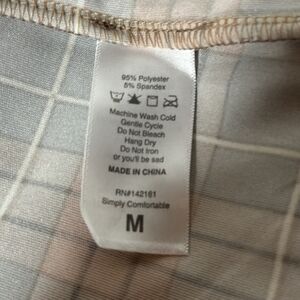 95% Polyester
5% Spandex
Machine Wash Cold
Gentle Cycle
Do Not Bleach
Hang Dry
Do Not Iron
or you'll be sad
MADE IN CHINA
RN#142161
Simply Comfortable
M